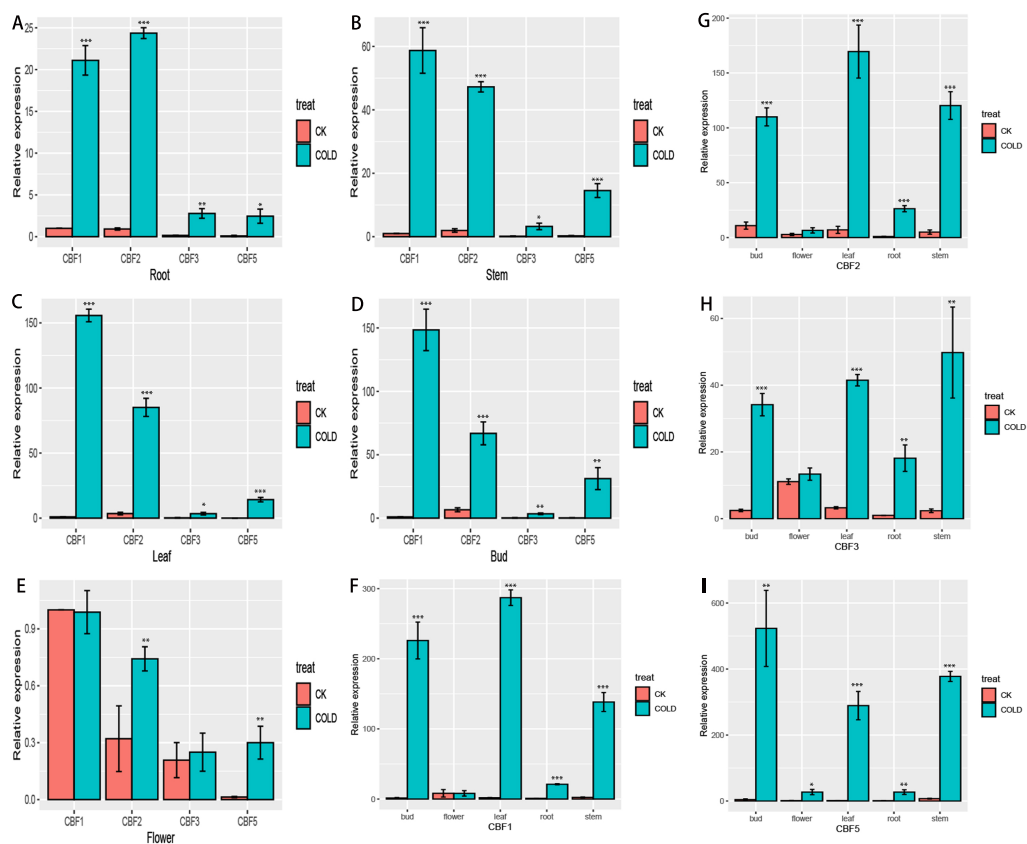 A
Relative expression
25
20
15
10
5
0
*** *** ** *
CBF1 CBF2 CBF3 CBF5
Root
treat
CK
COLD
B
Relative expression
60
40
20
0
*** *** * ***
CBF1 CBF2 CBF3 CBF5
Stem
treat
CK
COLD
G
Relative expression
200
150
100
50
0
*** *** *** ***
bud flower leaf root stem
CBF2
treat
CK
COLD
C
Relative expression
150
100
50
0
*** *** * ***
CBF1 CBF2 CBF3 CBF5
Leaf
treat
CK
COLD
D
Relative expression
150
100
50
0
*** *** ** **
CBF1 CBF2 CBF3 CBF5
Bud
treat
CK
COLD
H
Relative expression
60
40
20
0
*** *** ** **
bud flower leaf root stem
CBF3
treat
CK
COLD
E
Relative expression
0.9
0.6
0.3
0.0
** **
CBF1 CBF2 CBF3 CBF5
Flower
treat
CK
COLD
F
Relative expression
300
200
100
0
*** *** *** ***
bud flower leaf root stem
CBF1
treat
CK
COLD
I
Relative expression
600
400
200
0
** * *** ** ***
bud flower leaf root stem
CBF5
treat
CK
COLD